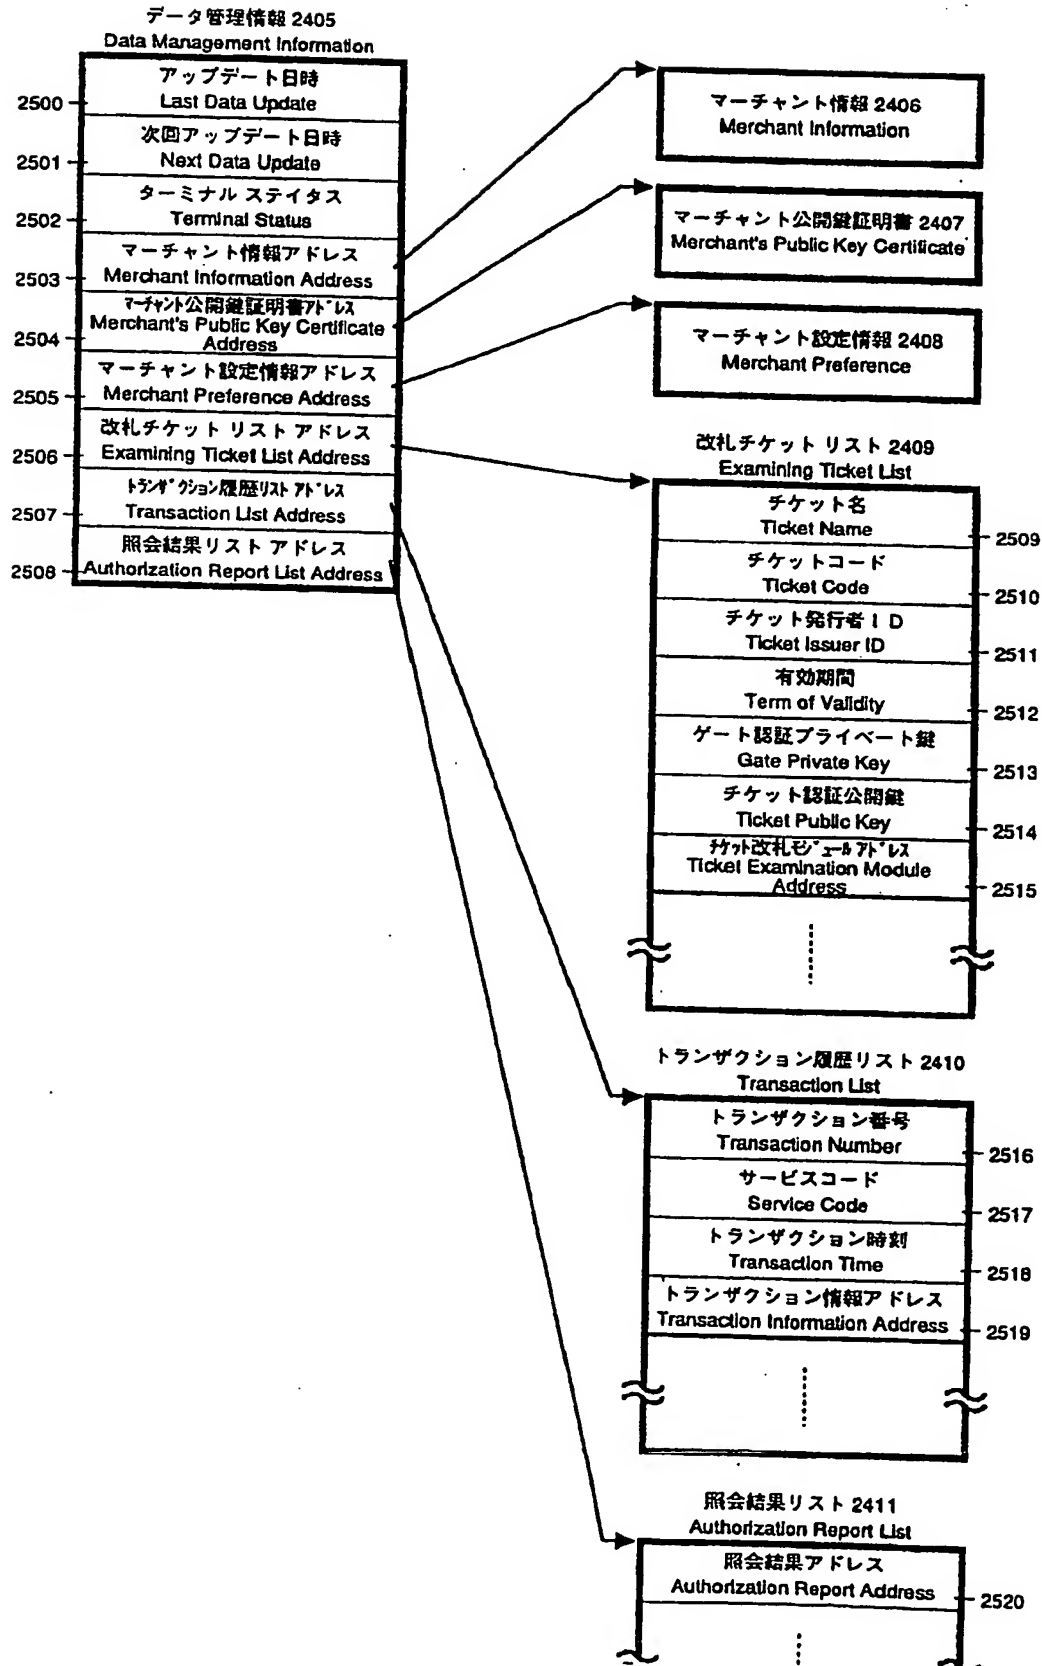 データ管理情報 2405
Data Management Information
アップデート日時
Last Data Update
2500
次回アップデート日時
Next Data Update
2501
ターミナル ステイタス
Terminal Status
2502
マーチャント情報アドレス
Merchant Information Address
2503
マーチャント公開鍵証明書アドレス
Merchant's Public Key Certificate
Address
2504
マーチャント設定情報アドレス
Merchant Preference Address
2505
改札チケット リスト アドレス
Examining Ticket List Address
2506
トランザクション履歴リスト アドレス
Transaction List Address
2507
照会結果リスト アドレス
Authorization Report List Address
2508
マーチャント情報 2406
Merchant Information
マーチャント公開鍵証明書 2407
Merchant's Public Key Certificate
マーチャント設定情報 2408
Merchant Preference
改札チケット リスト 2409
Examining Ticket List
チケット名
Ticket Name
2509
チケットコード
Ticket Code
2510
チケット発行者ID
Ticket Issuer ID
2511
有効期間
Term of Validity
2512
ゲート認証プライベート鍵
Gate Private Key
2513
チケット認証公開鍵
Ticket Public Key
2514
チケット改札モジュールアドレス
Ticket Examination Module
Address
2515
トランザクション履歴リスト 2410
Transaction List
トランザクション番号
Transaction Number
2516
サービスコード
Service Code
2517
トランザクション時刻
Transaction Time
2518
トランザクション情報アドレス
Transaction Information Address
2519
照会結果リスト 2411
Authorization Report List
照会結果アドレス
Authorization Report Address
2520